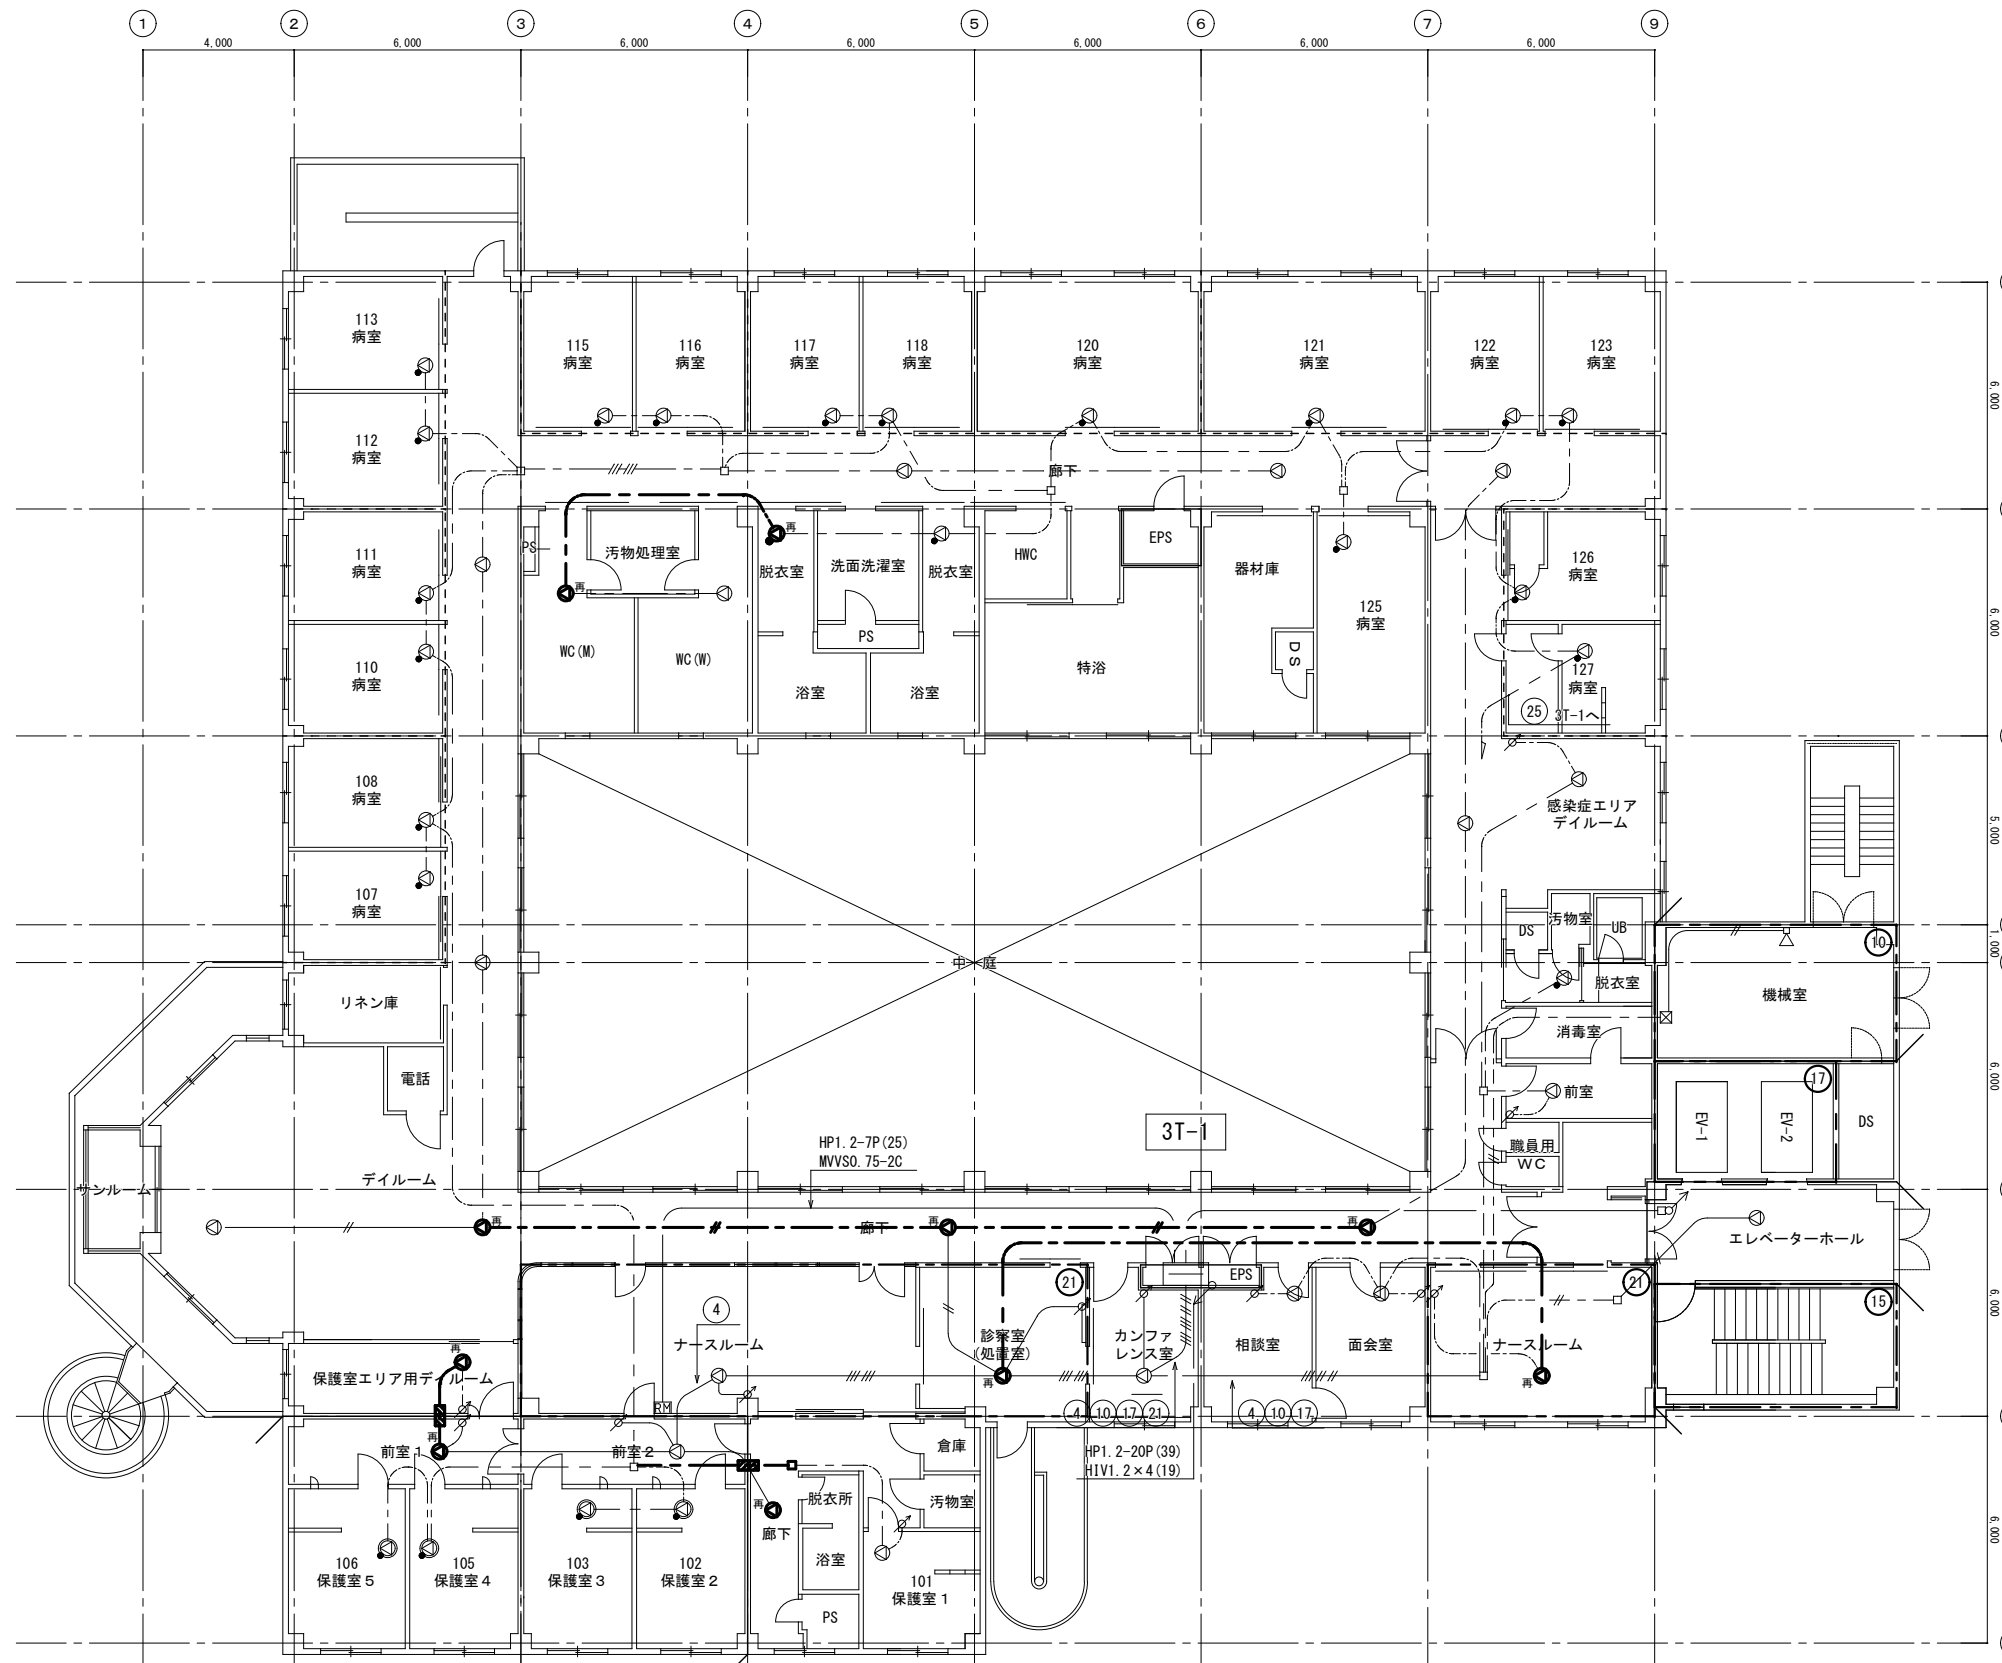 1 2 3 4 5 6 7 9
4,000 6,000 6,000 6,000 6,000 6,000 6,000
113
病室
115
病室
116
病室
117
病室
118
病室
120
病室
121
病室
122
病室
123
病室
6,000
112
病室
廊下
再
PS
汚物処理室
脱衣室
洗面洗濯室
脱衣室
HWC
EPS
器材庫
126
病室
111
病室
再
125
病室
6,000
PS
WC(M)
WC(W)
DS
110
病室
浴室
浴室
特浴
127
病室
25 3T-1へ
108
病室
感染症エリア
デイルーム
5,000
107
病室
DS
汚物室
UB
10
1,000
中 庭
脱衣室
機械室
リネン庫
消毒室
電話
前室
17
6,000
EV-1
EV-2
DS
3T-1
HP1.2-7P(25)
MVVS0.75-2C
職員用
WC
サンルーム
デイルーム
再
廊下
再
再
エレベーターホール
EPS
21
21
15
6,000
4
ナースルーム
診察室
(処置室)
カンファ
レンス室
相談室
面会室
ナースルーム
再
保護室エリア用デイルーム
再
再
RM
4 10 17 21
4 10 17
再
前室1
前室2
倉庫
HP1.2-20P(39)
HIV1.2×4(19)
脱衣所
汚物室
再
廊下
6,000
浴室
106
保護室5
105
保護室4
103
保護室3
102
保護室2
101
保護室1
PS